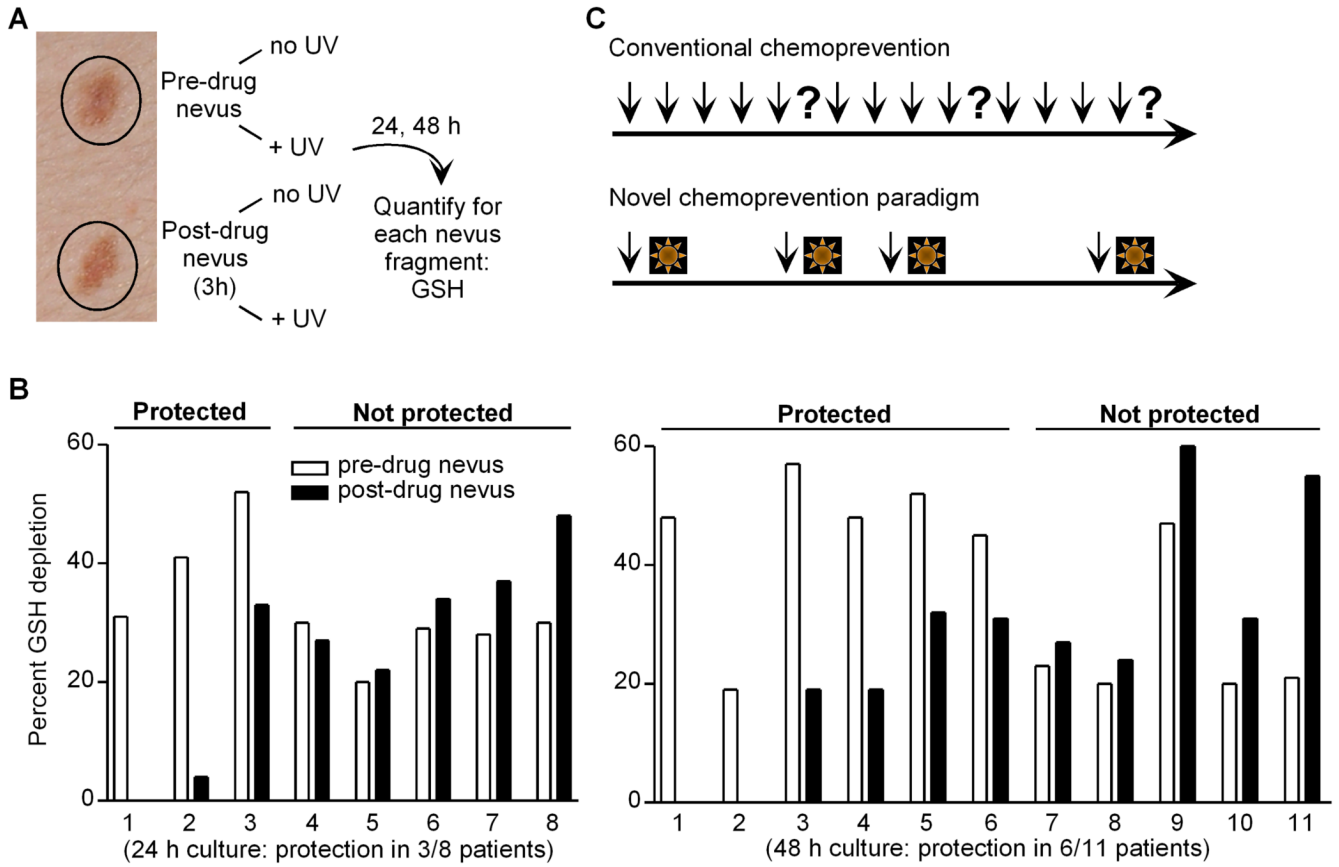 A
no UV
Pre-drug
nevus
+ UV
24, 48 h
no UV
Post-drug
nevus
(3h)
+ UV
Quantify for
each nevus
fragment:
GSH
C
Conventional chemoprevention
? ? ?
Novel chemoprevention paradigm
B
Protected
Not protected
pre-drug nevus
post-drug nevus
Percent GSH depletion
60
40
20
0
1 2 3 4 5 6 7 8
(24 h culture: protection in 3/8 patients)
Protected
Not protected
60
40
20
0
1 2 3 4 5 6 7 8 9 10 11
(48 h culture: protection in 6/11 patients)